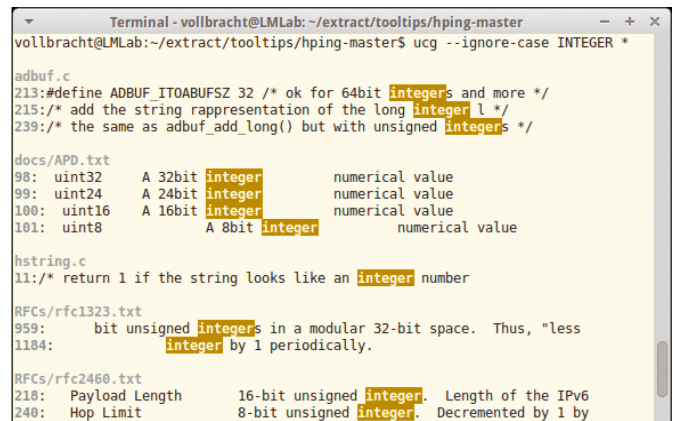 Terminal - vollbracht@LMLab: ~/extract/tooltips/hping-master
vollbracht@LMLab:~/extract/tooltips/hping-master$ ucg --ignore-case INTEGER *
adbuf.c
213:#define ADBUF_ITOABUFSZ 32 /* ok for 64bit integers and more */
215:/* add the string rappresentation of the long integer l */
239:/* the same as adbuf_add_long() but with unsigned integers */
docs/APD.txt
98:  uint32     A 32bit integer         numerical value
99:  uint24     A 24bit integer         numerical value
100:  uint16    A 16bit integer         numerical value
101:  uint8             A 8bit integer          numerical value
hstring.c
11:/* return 1 if the string looks like an integer number
RFCs/rfc1323.txt
959:      bit unsigned integers in a modular 32-bit space.  Thus, "less
1184:              integer by 1 periodically.
RFCs/rfc2460.txt
218:   Payload Length       16-bit unsigned integer.  Length of the IPv6
240:   Hop Limit            8-bit unsigned integer.  Decremented by 1 by